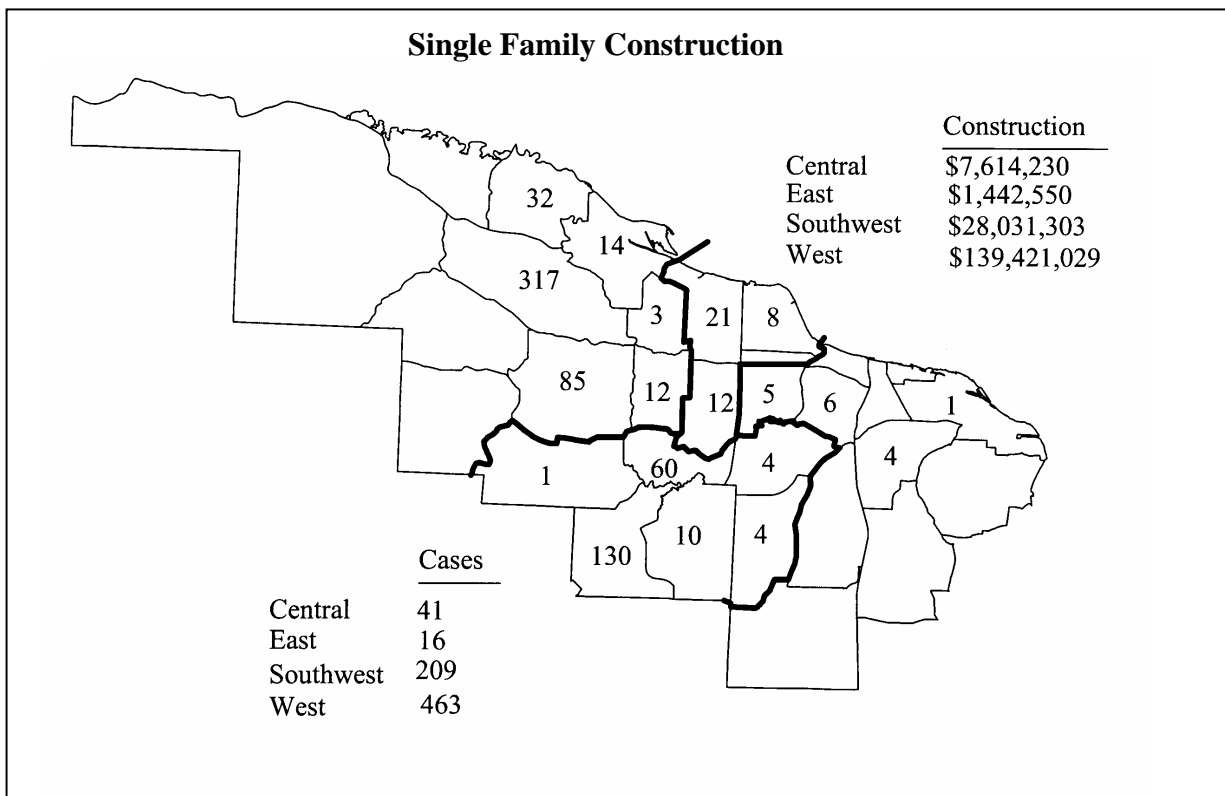 Single Family Construction
Construction
Central $7,614,230
East $1,442,550
Southwest $28,031,303
West $139,421,029
32
14
317
3
21
8
85
12
12
5
6
1
1
60
4
4
130
10
4
Cases
Central 41
East 16
Southwest 209
West 463